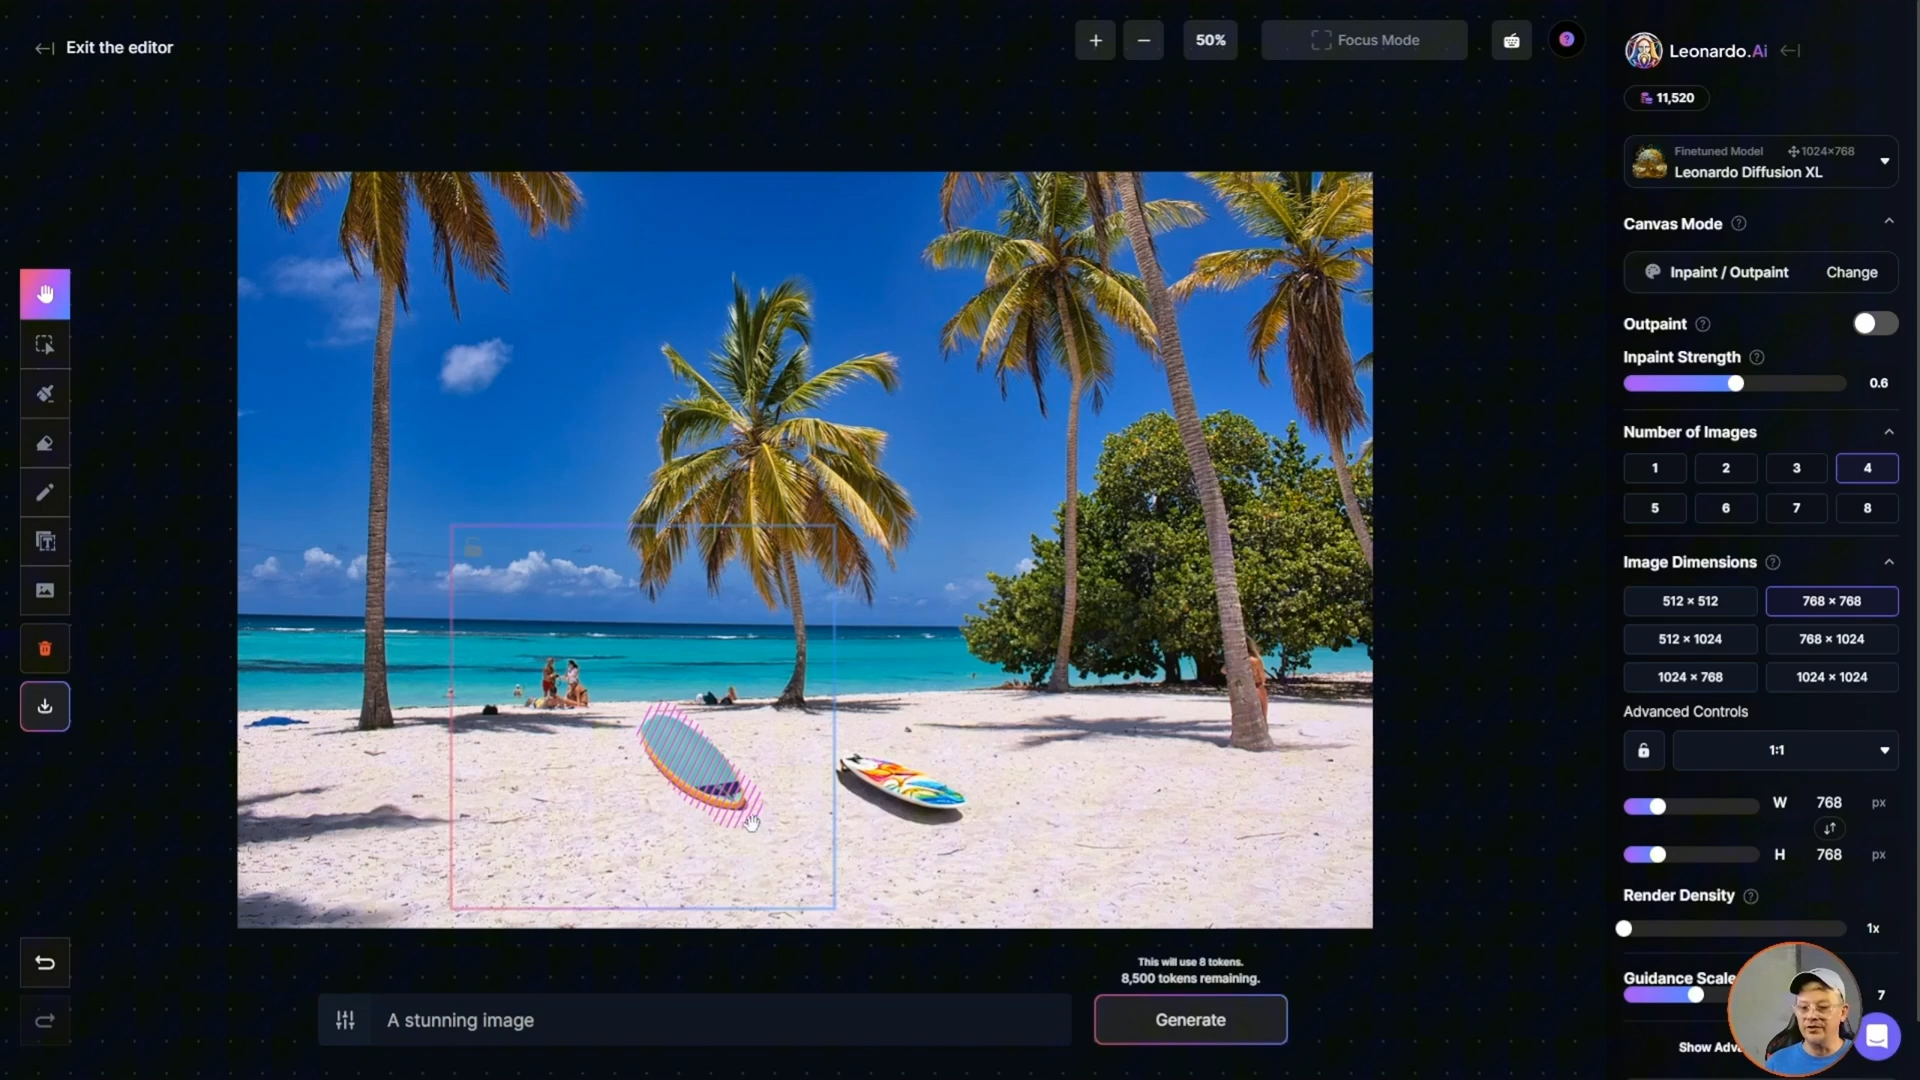 Exit the editor
50%
Focus Mode
Leonardo.Ai
11,520
Finetuned Model
1024×768
Leonardo Diffusion XL
Canvas Mode
Inpaint / Outpaint
Change
Outpaint
Inpaint Strength
0.6
Number of Images
1 2 3 4
5 6 7 8
Image Dimensions
512 × 512
768 × 768
512 × 1024
768 × 1024
1024 × 768
1024 × 1024
Advanced Controls
1:1
W 768 px
H 768 px
Render Density
1x
Guidance Scale
7
This will use 8 tokens.
8,500 tokens remaining.
A stunning image
Generate
Show